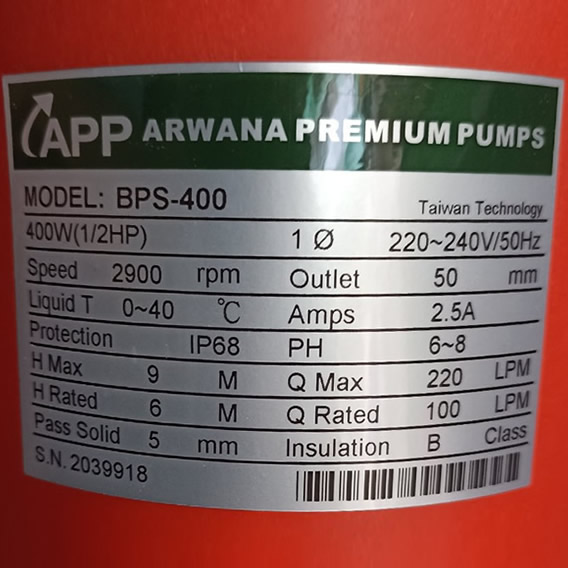 APP ARWANA PREMIUM PUMPS
MODEL: BPS-400 Taiwan Technology
400W(1/2HP) 1 Ø 220~240V/50Hz
Speed 2900 rpm Outlet 50 mm
Liquid T 0~40 ℃ Amps 2.5A
Protection IP68 PH 6~8
H Max 9 M Q Max 220 LPM
H Rated 6 M Q Rated 100 LPM
Pass Solid 5 mm Insulation B Class
S.N. 2039918